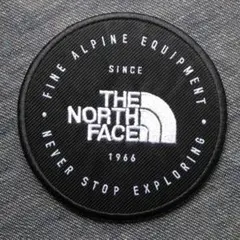 FINE ALPINE EQUIPMENT
SINCE
THE
NORTH
FACE
1966
NEVER STOP EXPLORING